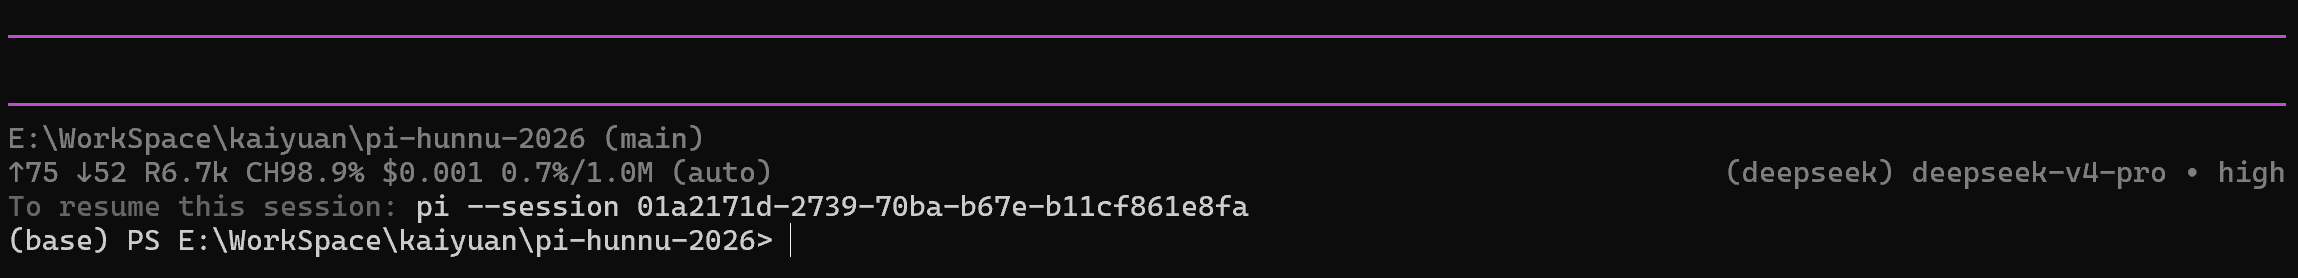 E:\WorkSpace\kaiyuan\pi-hunnu-2026 (main)
↑75 ↓52 R6.7k CH98.9% $0.001 0.7%/1.0M (auto) (deepseek) deepseek-v4-pro • high
To resume this session: pi --session 01a2171d-2739-70ba-b67e-b11cf861e8fa
(base) PS E:\WorkSpace\kaiyuan\pi-hunnu-2026>